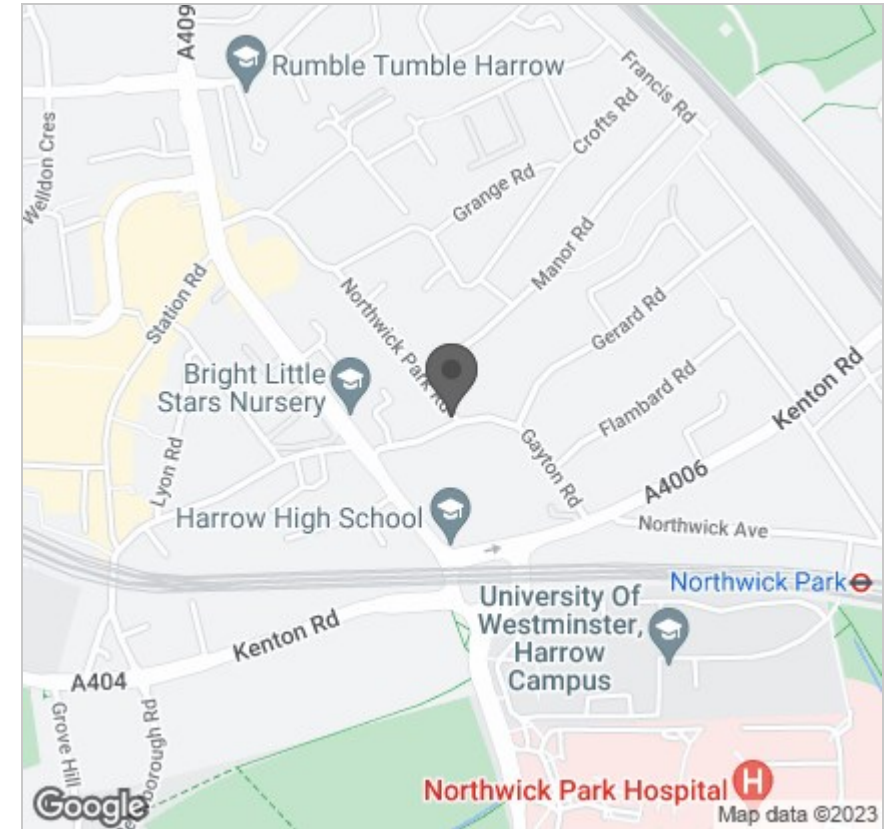 A409
Rumble Tumble Harrow
Francis Rd
Crofts Rd
Welldon Cres
Grange Rd
Manor Rd
Station Rd
Northwick Park Rd
Gerard Rd
Bright Little
Stars Nursery
Flambard Rd
Kenton Rd
Lyon Rd
Gayton Rd
A4006
Harrow High School
Northwick Ave
Northwick Park
University Of
Westminster,
Harrow
Campus
Kenton Rd
A404
Grove Hill
Northwick Park Hospital
H
Google
Map data ©2023